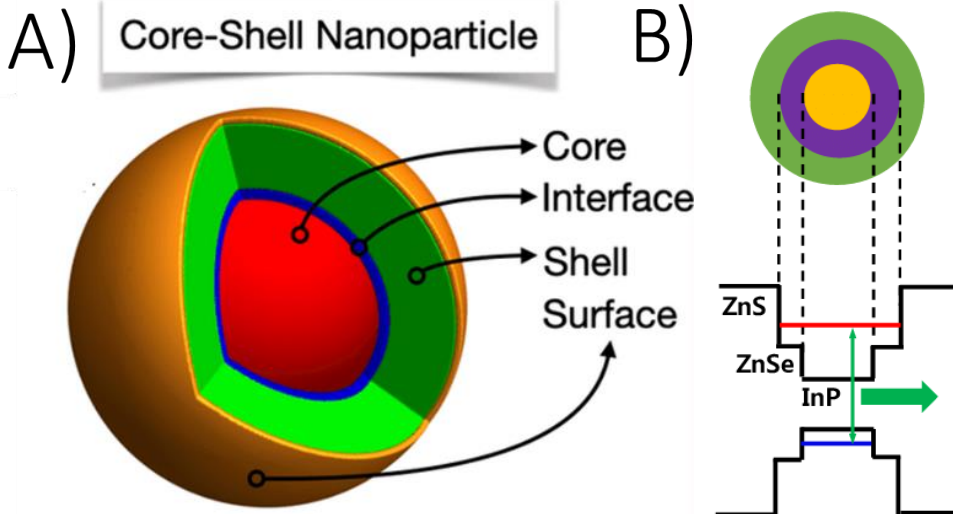 A)
Core-Shell Nanoparticle
Core
Interface
Shell
Surface
B)
ZnS
ZnSe
InP